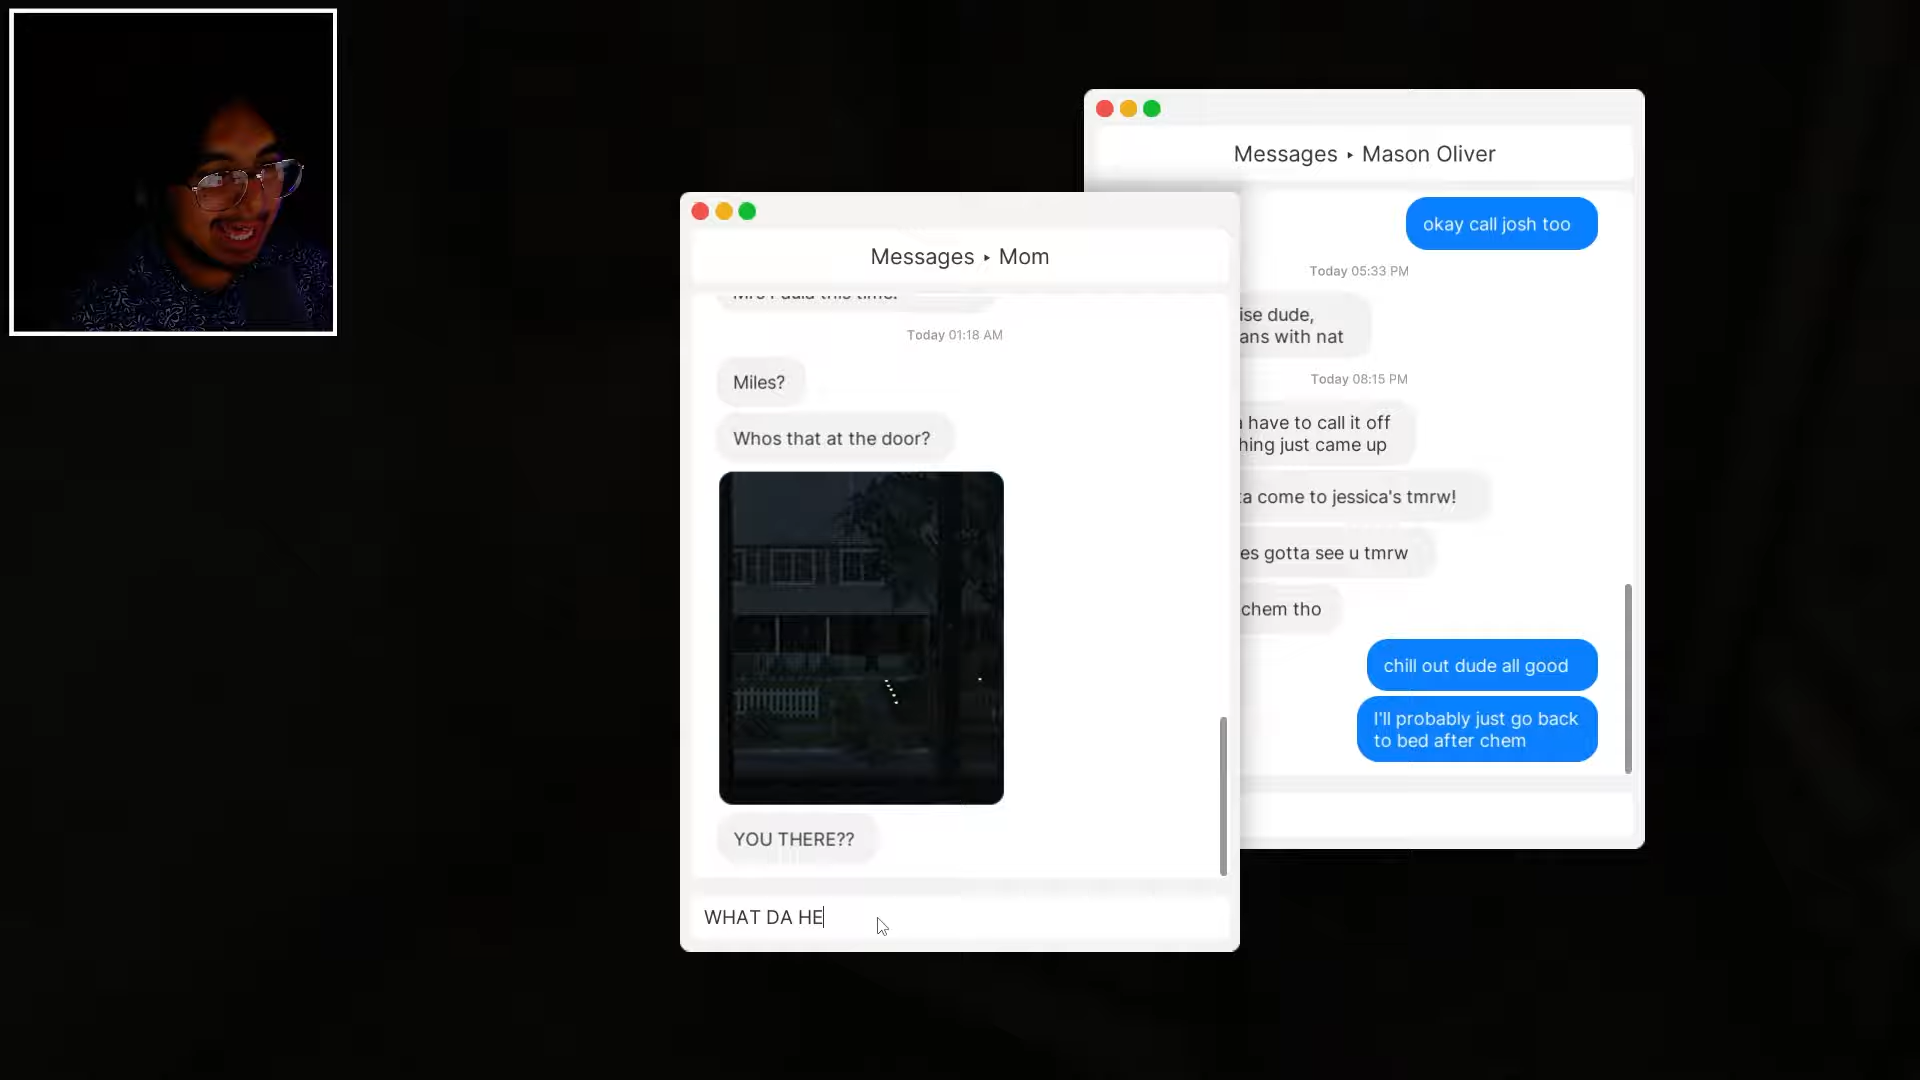 Messages ‣ Mason Oliver
okay call josh too
Today 05:33 PM
ise dude,
ans with nat
Today 08:15 PM
have to call it off
hing just came up
a come to jessica's tmrw!
es gotta see u tmrw
chem tho
chill out dude all good
I'll probably just go back
to bed after chem
Messages ‣ Mom
Today 01:18 AM
Miles?
Whos that at the door?
YOU THERE??
WHAT DA HE